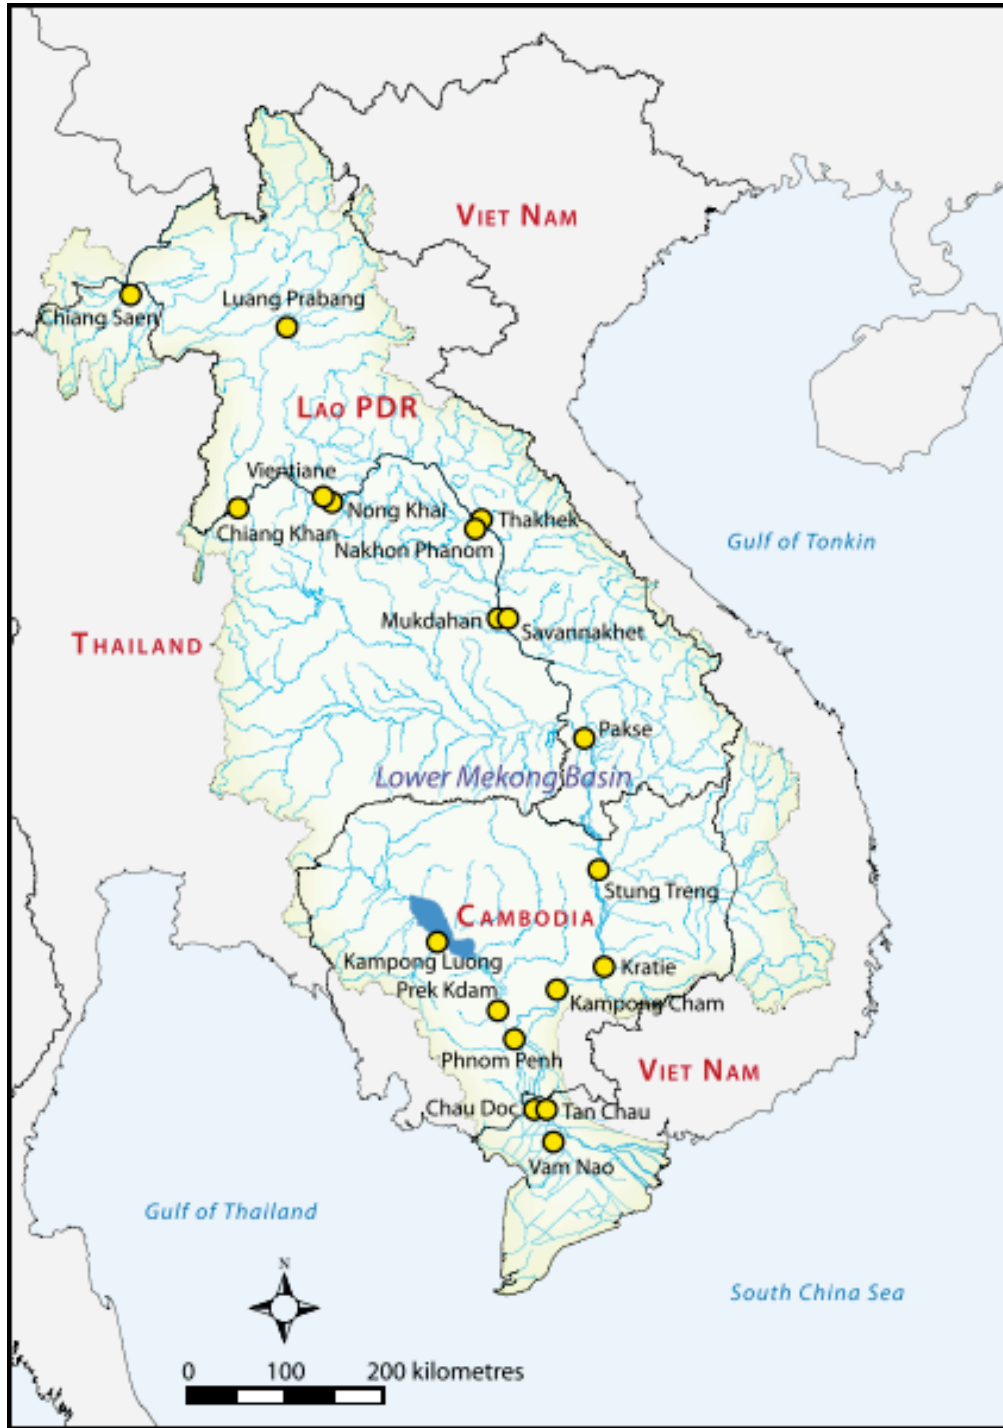 VIET NAM
Luang Prabang
Chiang Saen
LAO PDR
Vientiane
Nong Khai
Thakhek
Chiang Khan
Nakhon Phanom
Gulf of Tonkin
Mukdahan
Savannakhet
THAILAND
Pakse
Lower Mekong Basin
Stung Treng
CAMBODIA
Kampong Luong
Kratie
Prek Kdam
Kampong Cham
Phnom Penh
VIET NAM
Chau Doc
Tan Chau
Vam Nao
Gulf of Thailand
N
South China Sea
0 100 200 kilometres